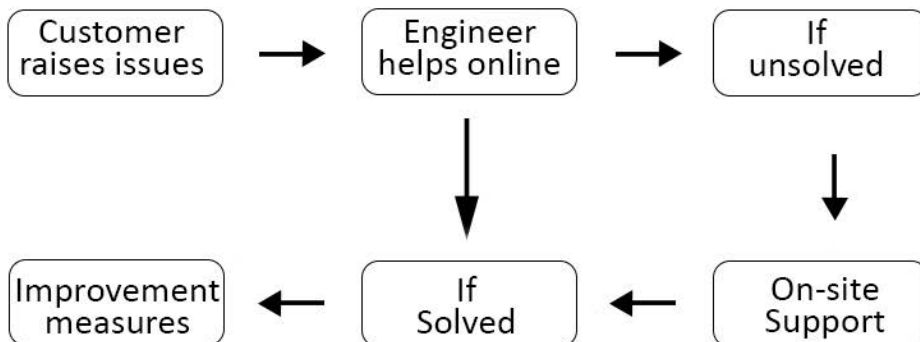 Customer
raises issues
Engineer
helps online
If
unsolved
Improvement
measures
If
Solved
On-site
Support